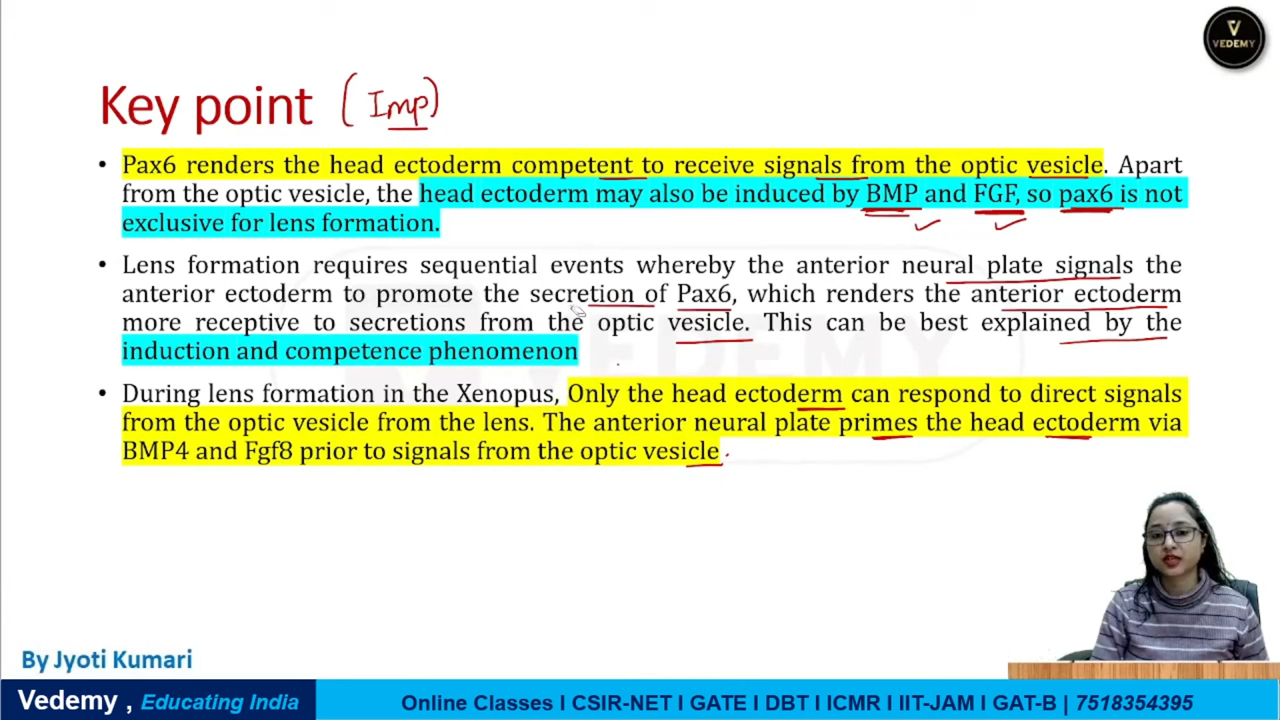 VEDEMY
Key point (Imp)
• Pax6 renders the head ectoderm competent to receive signals from the optic vesicle. Apart
from the optic vesicle, the head ectoderm may also be induced by BMP and FGF, so pax6 is not
exclusive for lens formation.
• Lens formation requires sequential events whereby the anterior neural plate signals the
anterior ectoderm to promote the secretion of Pax6, which renders the anterior ectoderm
more receptive to secretions from the optic vesicle. This can be best explained by the
induction and competence phenomenon
VEDEMY
• During lens formation in the Xenopus, Only the head ectoderm can respond to direct signals
from the optic vesicle from the lens. The anterior neural plate primes the head ectoderm via
BMP4 and Fgf8 prior to signals from the optic vesicle.
By Jyoti Kumari
Vedemy , Educating India
Online Classes I CSIR-NET I GATE I DBT I ICMR I IIT-JAM I GAT-B | 7518354395